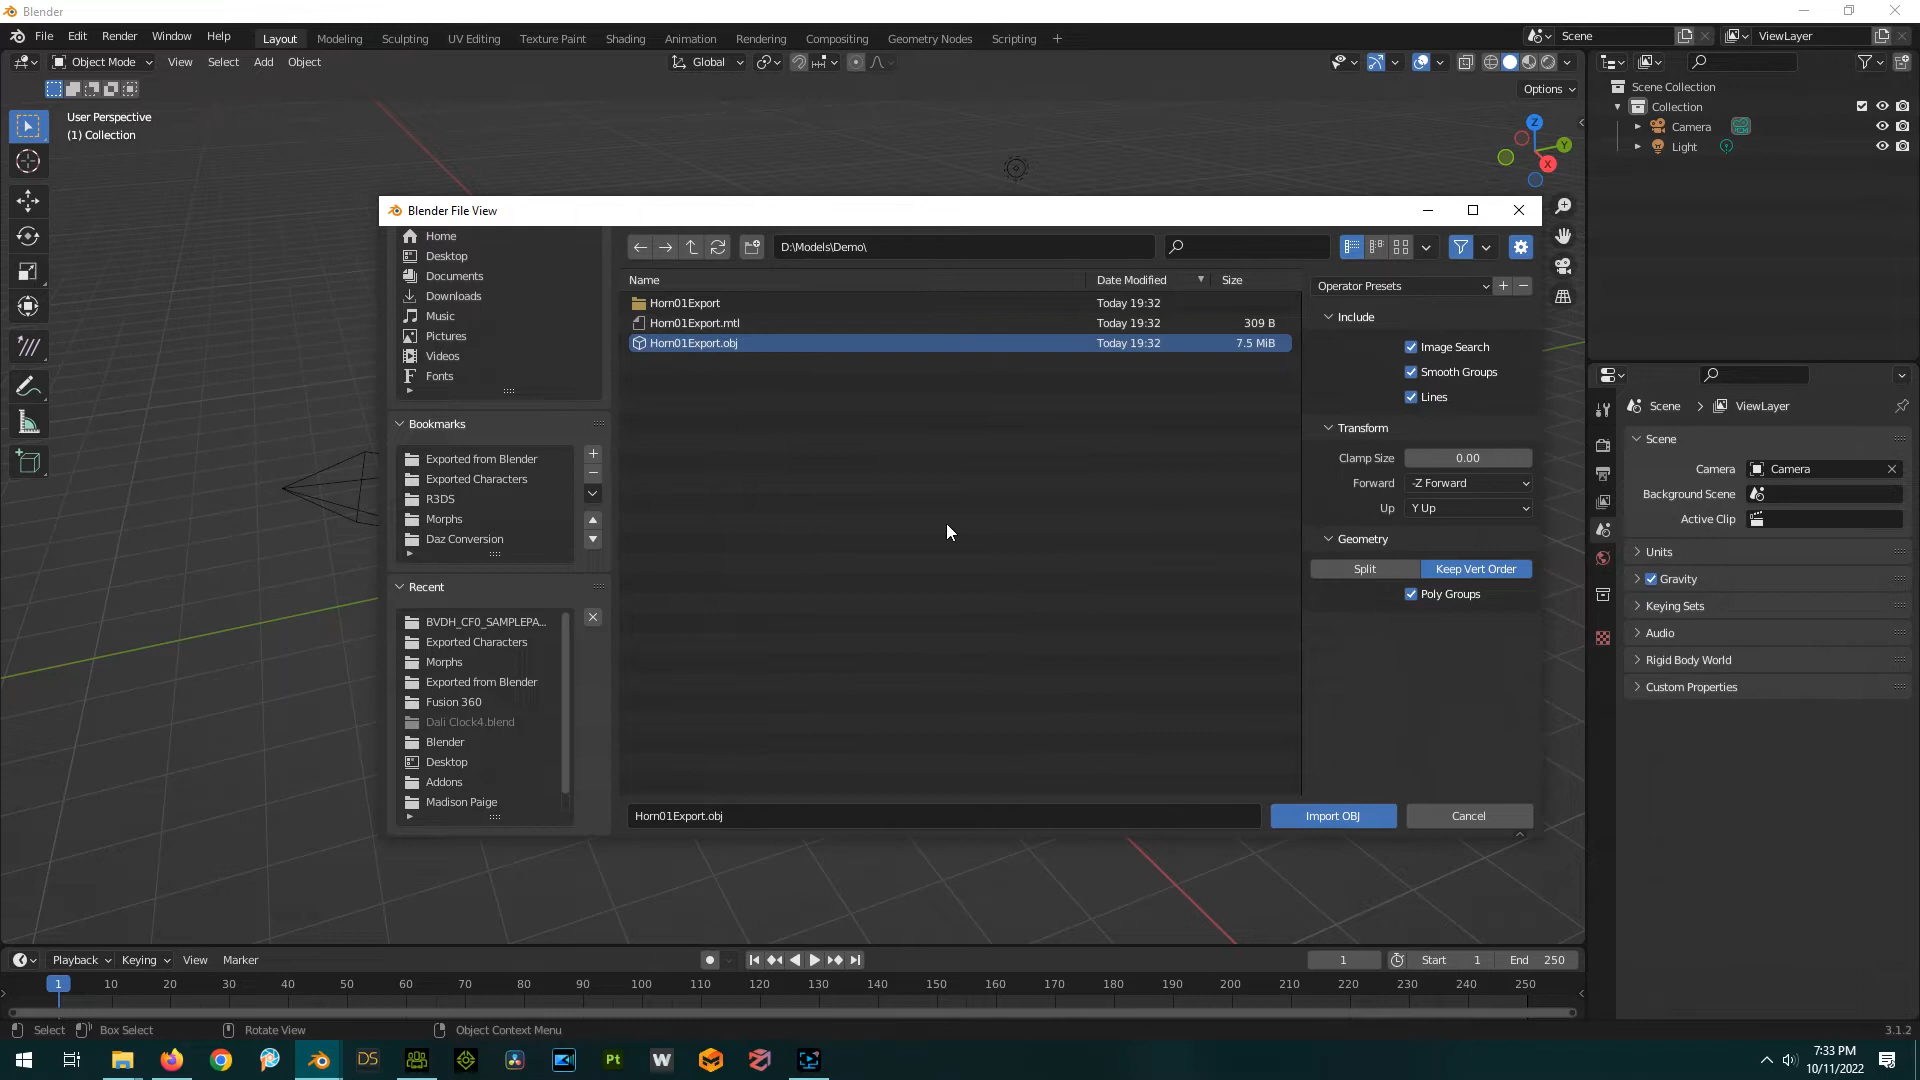 Blender
File Edit Render Window Help Layout Modeling Sculpting UV Editing Texture Paint Shading Animation Rendering Compositing Geometry Nodes Scripting + Scene ViewLayer
Object Mode View Select Add Object Global
Options
User Perspective
(1) Collection
Z
Y
X
Scene Collection
Collection
Camera
Light
Blender File View
Home
Desktop
Documents
Downloads
Music
Pictures
Videos
Fonts
Bookmarks
Exported from Blender
Exported Characters
R3DS
Morphs
Daz Conversion
Recent
BVDH_CF0_SAMPLEPA...
Exported Characters
Morphs
Exported from Blender
Fusion 360
Dali Clock4.blend
Blender
Desktop
Addons
Madison Paige
D:\Models\Demo\
Name Date Modified Size
Horn01Export Today 19:32
Horn01Export.mtl Today 19:32 309 B
Horn01Export.obj Today 19:32 7.5 MiB
Horn01Export.obj
Import OBJ Cancel
Operator Presets
Include
Image Search
Smooth Groups
Lines
Transform
Clamp Size 0.00
Forward -Z Forward
Up Y Up
Geometry
Split Keep Vert Order
Poly Groups
Scene ViewLayer
Scene
Camera Camera
Background Scene
Active Clip
Units
Gravity
Keying Sets
Audio
Rigid Body World
Custom Properties
Playback Keying View Marker 1 Start 1 End 250
1 10 20 30 40 50 60 70 80 90 100 110 120 130 140 150 160 170 180 190 200 210 220 230 240 250
Select Box Select Rotate View Object Context Menu 3.1.2
DS Pt W
7:33 PM
10/11/2022